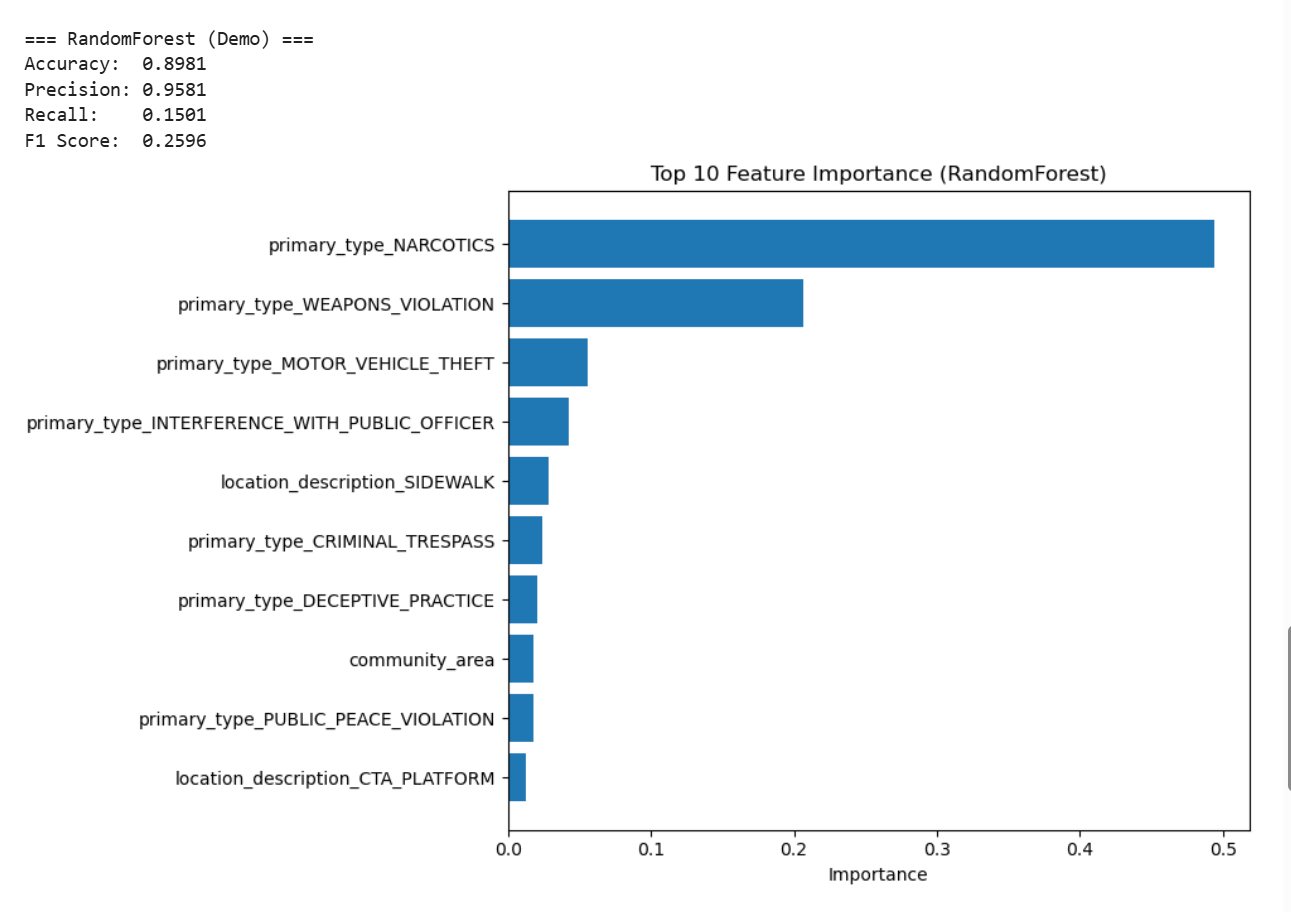 === RandomForest (Demo) ===
Accuracy:  0.8981
Precision: 0.9581
Recall:    0.1501
F1 Score:  0.2596
Top 10 Feature Importance (RandomForest)
primary_type_NARCOTICS
primary_type_WEAPONS_VIOLATION
primary_type_MOTOR_VEHICLE_THEFT
primary_type_INTERFERENCE_WITH_PUBLIC_OFFICER
location_description_SIDEWALK
primary_type_CRIMINAL_TRESPASS
primary_type_DECEPTIVE_PRACTICE
community_area
primary_type_PUBLIC_PEACE_VIOLATION
location_description_CTA_PLATFORM
0.0 0.1 0.2 0.3 0.4 0.5
Importance